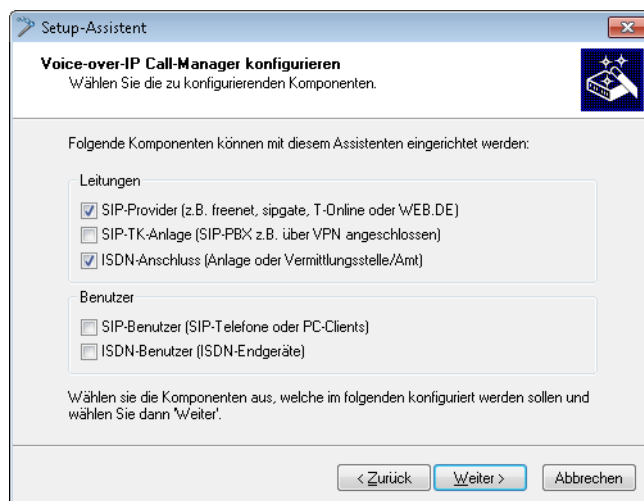 Setup-Assistent
Voice-over-IP Call-Manager konfigurieren
Wählen Sie die zu konfigurierenden Komponenten.
Folgende Komponenten können mit diesem Assistenten eingerichtet werden:
Leitungen
SIP-Provider (z.B. freenet, sipgate, T-Online oder WEB.DE)
SIP-TK-Anlage (SIP-PBX z.B. über VPN angeschlossen)
ISDN-Anschluss (Anlage oder Vermittlungsstelle/Amt)
Benutzer
SIP-Benutzer (SIP-Telefone oder PC-Clients)
ISDN-Benutzer (ISDN-Endgeräte)
Wählen sie die Komponenten aus, welche im folgenden konfiguriert werden sollen und
wählen Sie dann 'Weiter'.
< Zurück Weiter > Abbrechen